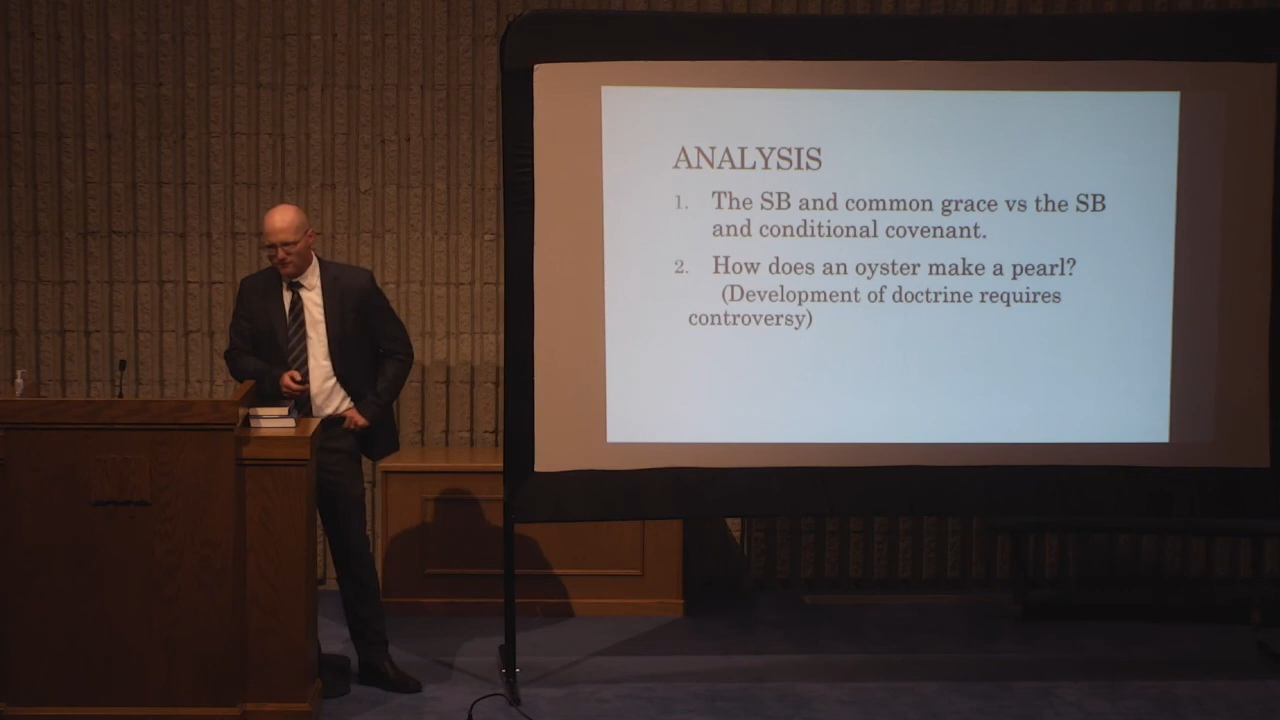 ANALYSIS
1. The SB and common grace vs the SB
and conditional covenant.
2. How does an oyster make a pearl?
(Development of doctrine requires
controversy)